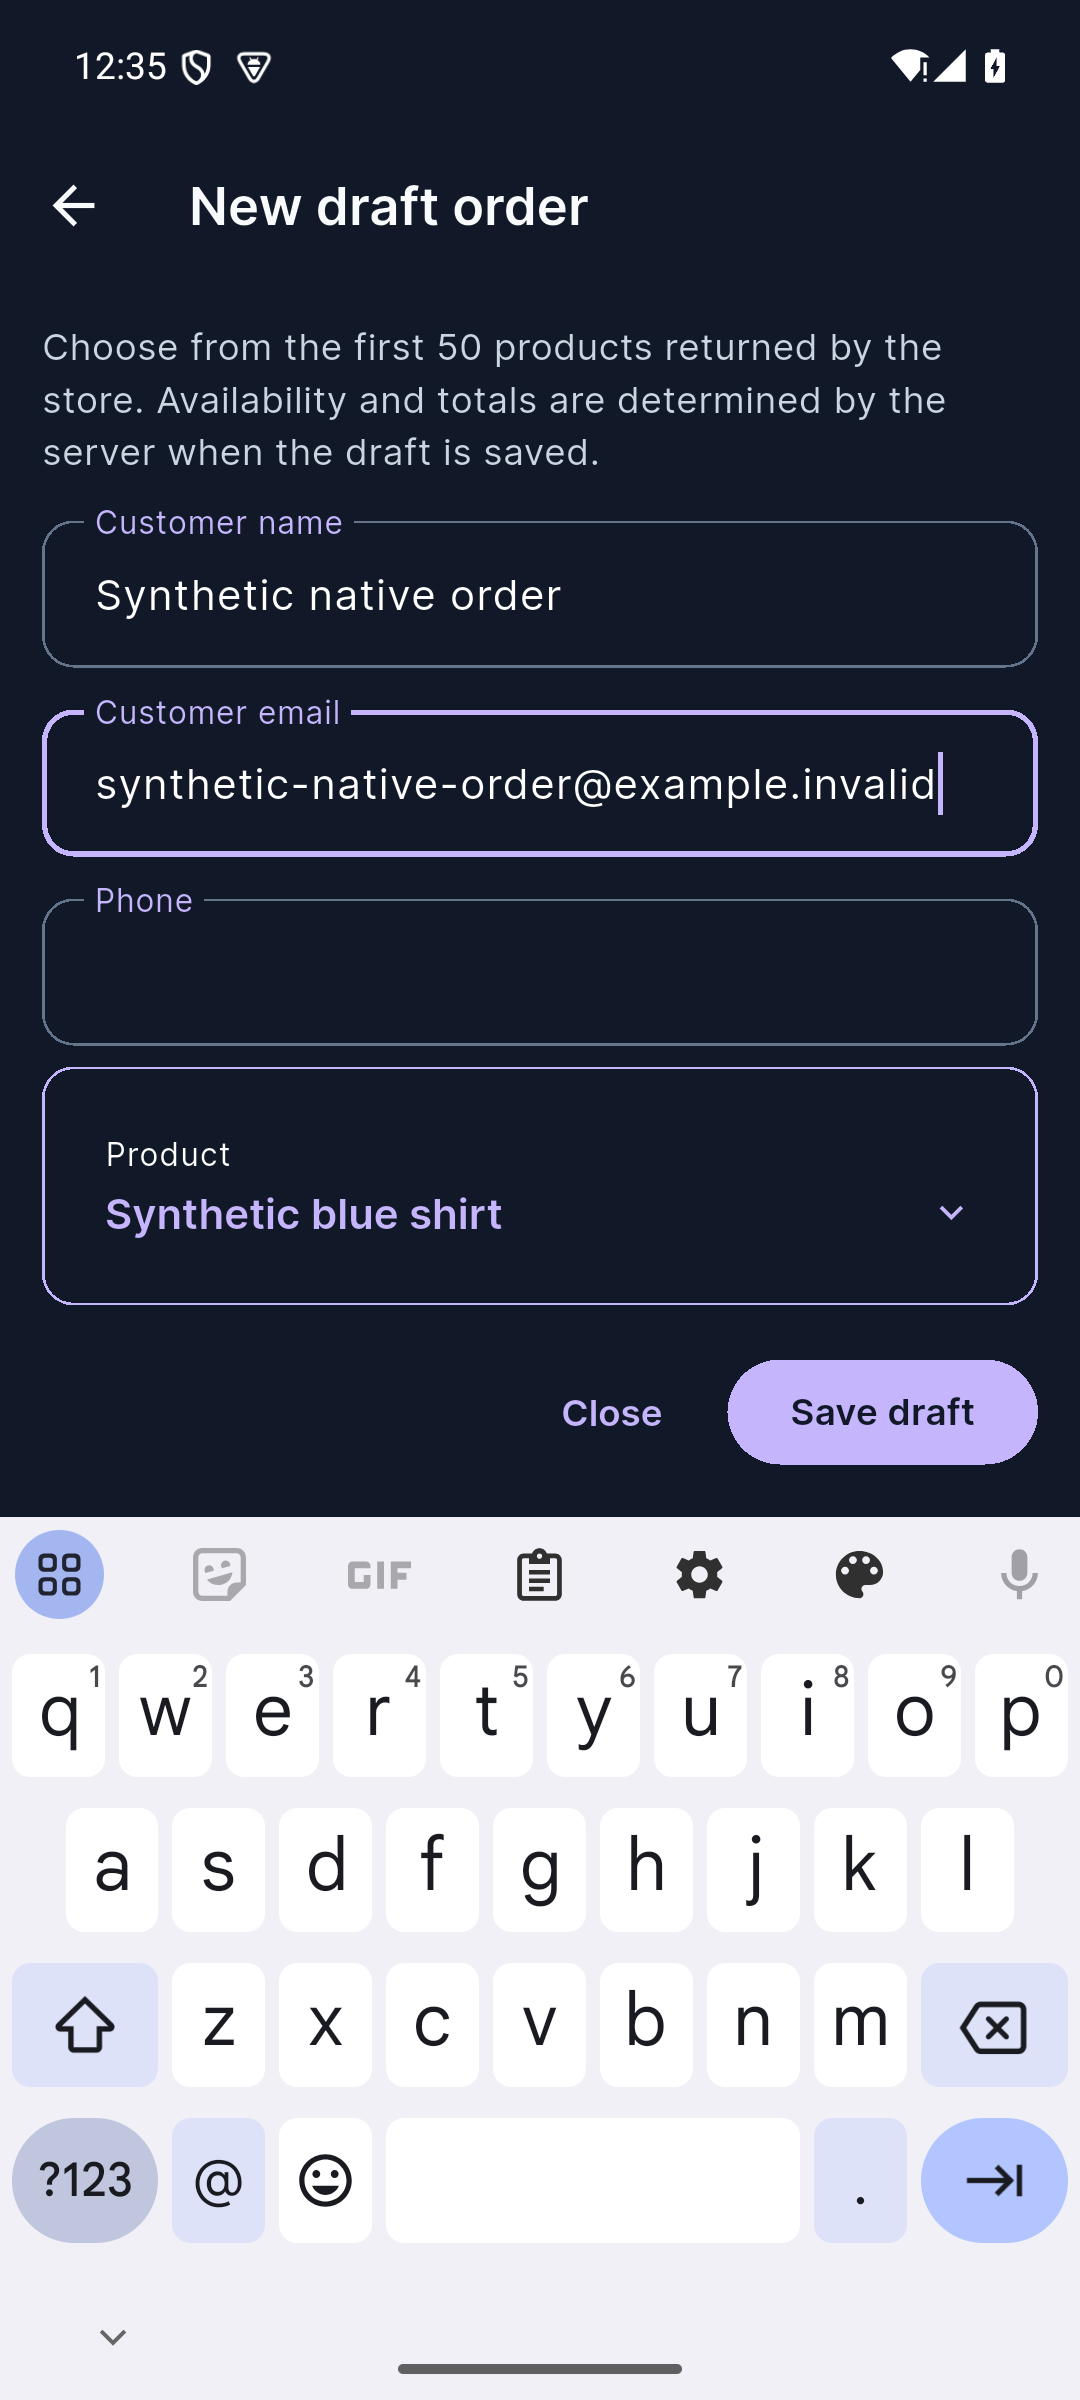 12:35
New draft order
Choose from the first 50 products returned by the
store. Availability and totals are determined by the
server when the draft is saved.
Customer name
Synthetic native order
Customer email
synthetic-native-order@example.invalid
Phone
Product
Synthetic blue shirt
Close Save draft
GIF
q 1 w 2 e 3 r 4 t 5 y 6 u 7 i 8 o 9 p 0
a s d f g h j k l
z x c v b n m
?123 @ .